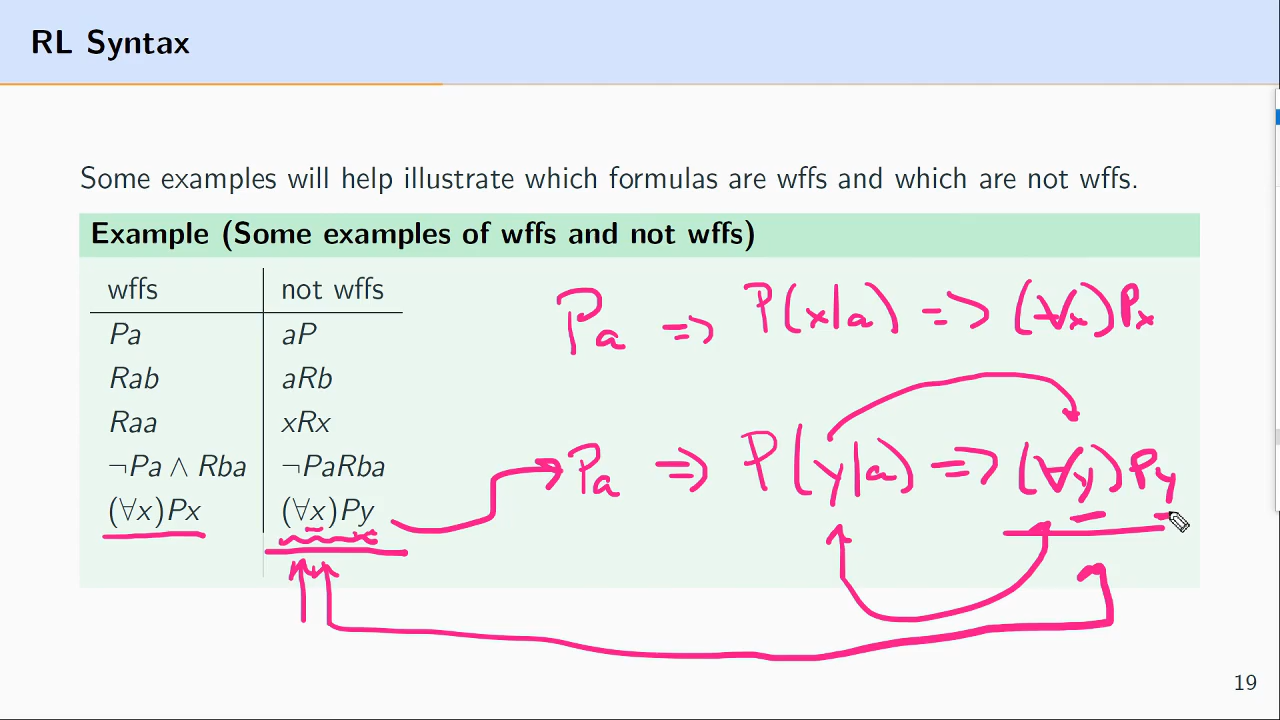 RL Syntax
Some examples will help illustrate which formulas are wffs and which are not wffs.
Example (Some examples of wffs and not wffs)
wffs not wffs
Pa aP
Rab aRb
Raa xRx
¬Pa ∧ Rba ¬PaRba
(∀x)Px (∀x)Py
Pa => P(x|a) => (∀x)Px
Pa => P(y|a) => (∀y)Py
19